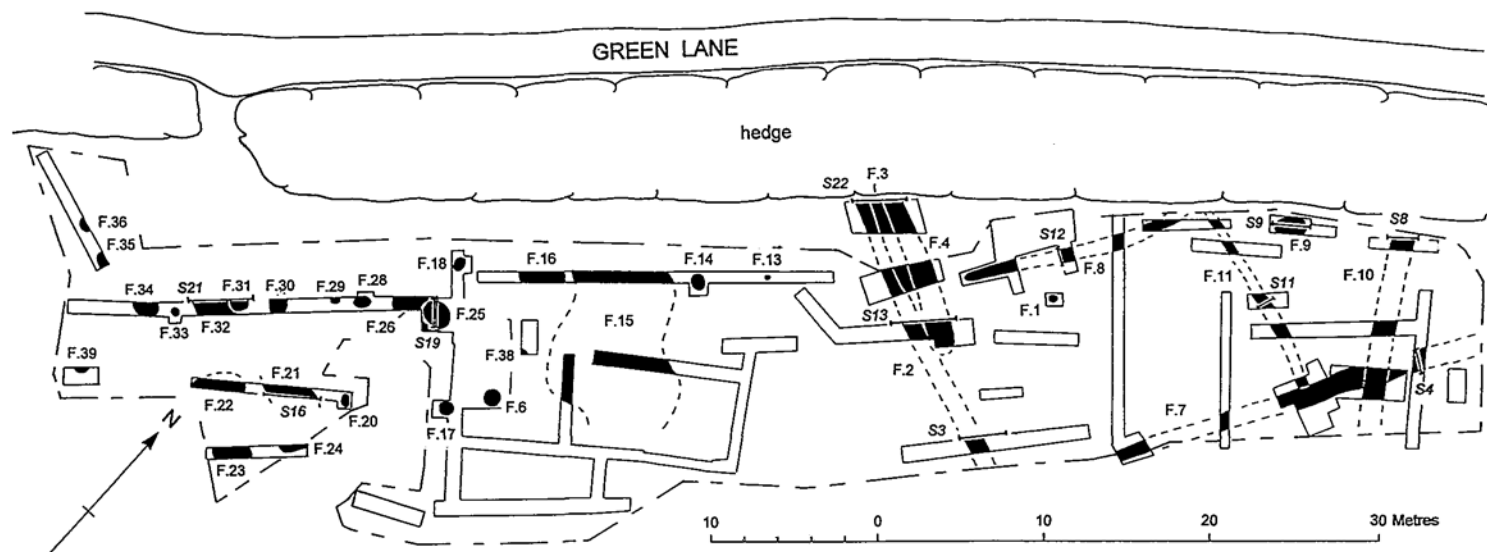 GREEN LANE
hedge
S22
F.3
F.36
F.35
F.4
S12
F.8
S9
F.9
S8
F.18
F.16
F.14
F.13
F.34
S21
F.31
F.30
F.29
F.28
F.33
F.32
F.26
F.25
S19
F.15
F.1
F.11
S11
F.10
S13
F.39
F.38
F.2
F.21
F.22
S16
F.20
F.6
F.17
F.7
S4
S3
F.24
F.23
N
10 0 10 20 30 Metres